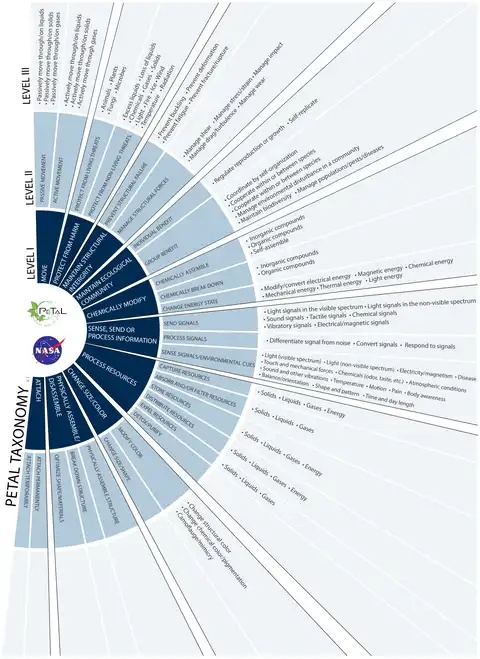 PETAL TAXONOMY
LEVEL I
LEVEL II
LEVEL III
PeTaL
NASA
MOVE
PASSIVE MOVEMENT
• Passively move through/on liquids
• Passively move through/on solids
• Passively move through/on gases
ACTIVE MOVEMENT
• Actively move through/on liquids
• Actively move through/on solids
• Actively move through gases
PROTECT FROM HARM
PROTECT FROM LIVING THREATS
• Animals • Plants
• Fungi • Microbes
PROTECT FROM NON-LIVING THREATS
• Excess liquids • Loss of liquids
• Chemicals • Gases • Solids
• Light • Fire • Ice • Wind
• Temperature • Radiation
MAINTAIN STRUCTURAL
INTEGRITY
PREVENT STRUCTURAL FAILURE
• Prevent buckling • Prevent deformation
• Prevent fatigue • Prevent fracture/rupture
MANAGE STRUCTURAL FORCES
• Manage shear • Manage stress/strain • Manage impact
• Manage drag/turbulence • Manage wear
MAINTAIN ECOLOGICAL
COMMUNITY
INDIVIDUAL BENEFIT
• Regulate reproduction or growth • Self-replicate
GROUP BENEFIT
• Coordinate by self-organization
• Cooperate within or between species
• Compete within or between species
• Manage environmental disturbance in a community
• Maintain biodiversity • Manage populations/pests/diseases
CHEMICALLY MODIFY
CHEMICALLY ASSEMBLE
• Inorganic compounds
• Organic compounds
• Self-assemble
CHEMICALLY BREAK DOWN
• Inorganic compounds
• Organic compounds
CHANGE ENERGY STATE
• Modify/convert electrical energy • Magnetic energy • Chemical energy
• Mechanical energy • Thermal energy • Light energy
SENSE, SEND OR
PROCESS INFORMATION
SEND SIGNALS
• Light signals in the visible spectrum • Light signals in the non-visible spectrum
• Sound signals • Tactile signals • Chemical signals
• Vibratory signals • Electrical/magnetic signals
PROCESS SIGNALS
• Differentiate signal from noise • Convert signals • Respond to signals
SENSE SIGNALS/ENVIRONMENTAL CUES
• Light (visible spectrum) • Light (non-visible spectrum) • Electricity/magnetism • Disease
• Touch and mechanical forces • Chemicals (odor, taste, etc.) • Atmospheric conditions
• Sound and other vibrations • Temperature • Motion • Pain • Body awareness
• Balance/orientation • Shape and pattern • Time and day length
PROCESS RESOURCES
CAPTURE RESOURCES
• Solids • Liquids • Gases • Energy
ABSORB AND/OR FILTER RESOURCES
• Solids • Liquids • Gases
STORE RESOURCES
• Solids • Liquids • Gases • Energy
DISTRIBUTE RESOURCES
• Solids • Liquids • Gases • Energy
EXPEL RESOURCES
• Solids • Liquids • Gases
CHANGE SIZE/COLOR
MODIFY COLOR
• Change structural color
• Change chemical color/pigmentation
• Camouflage/mimicry
CHANGE SIZE/SHAPE
PHYSICALLY ASSEMBLE/
DISASSEMBLE
PHYSICALLY ASSEMBLE STRUCTURE
BREAK DOWN STRUCTURE
OPTIMIZE SHAPE/MATERIALS
ATTACH
ATTACH PERMANENTLY
ATTACH TEMPORARILY